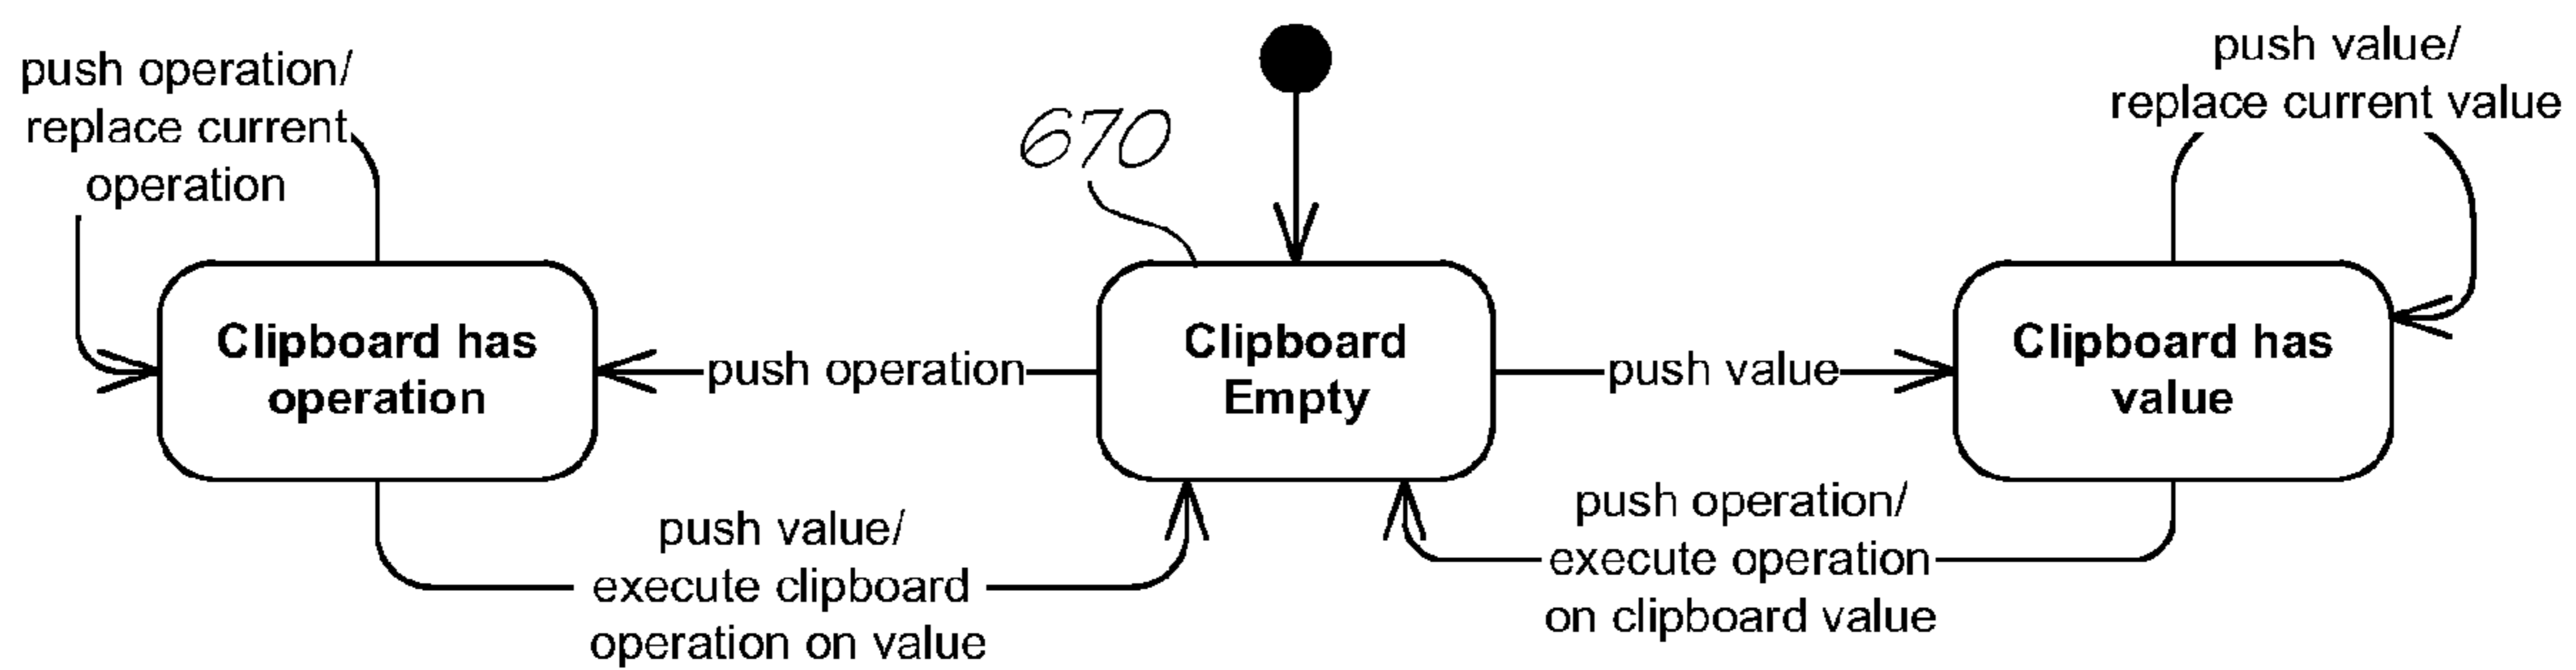 push operation/
replace current
operation
670
push value/
replace current value
Clipboard has
operation
push operation
Clipboard
Empty
push value
Clipboard has
value
push value/
execute clipboard
operation on value
push operation/
execute operation
on clipboard value